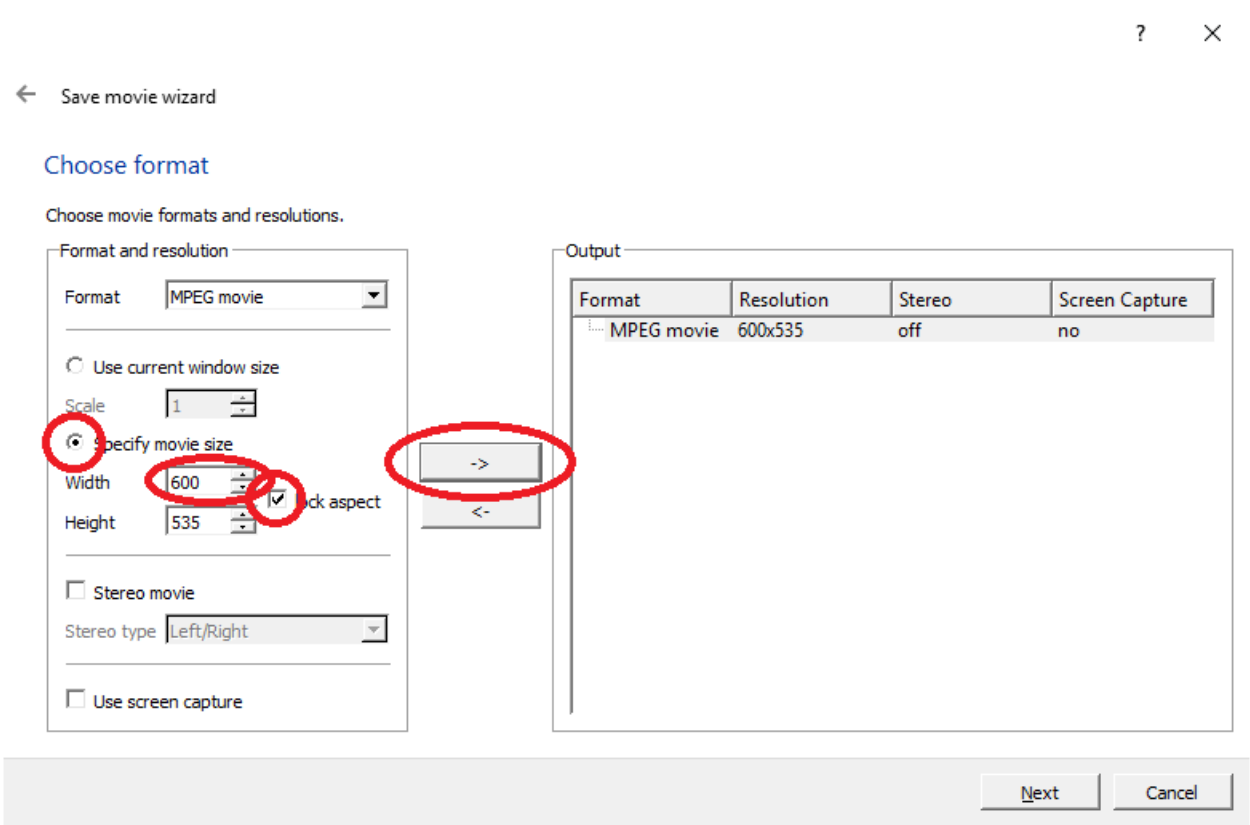 ?
Save movie wizard
Choose format
Choose movie formats and resolutions.
Format and resolution
Format MPEG movie
Use current window size
Scale 1
Specify movie size
Width 600
lock aspect
Height 535
Stereo movie
Stereo type Left/Right
Use screen capture
->
<-
Output
Format Resolution Stereo Screen Capture
MPEG movie 600x535 off no
Next Cancel